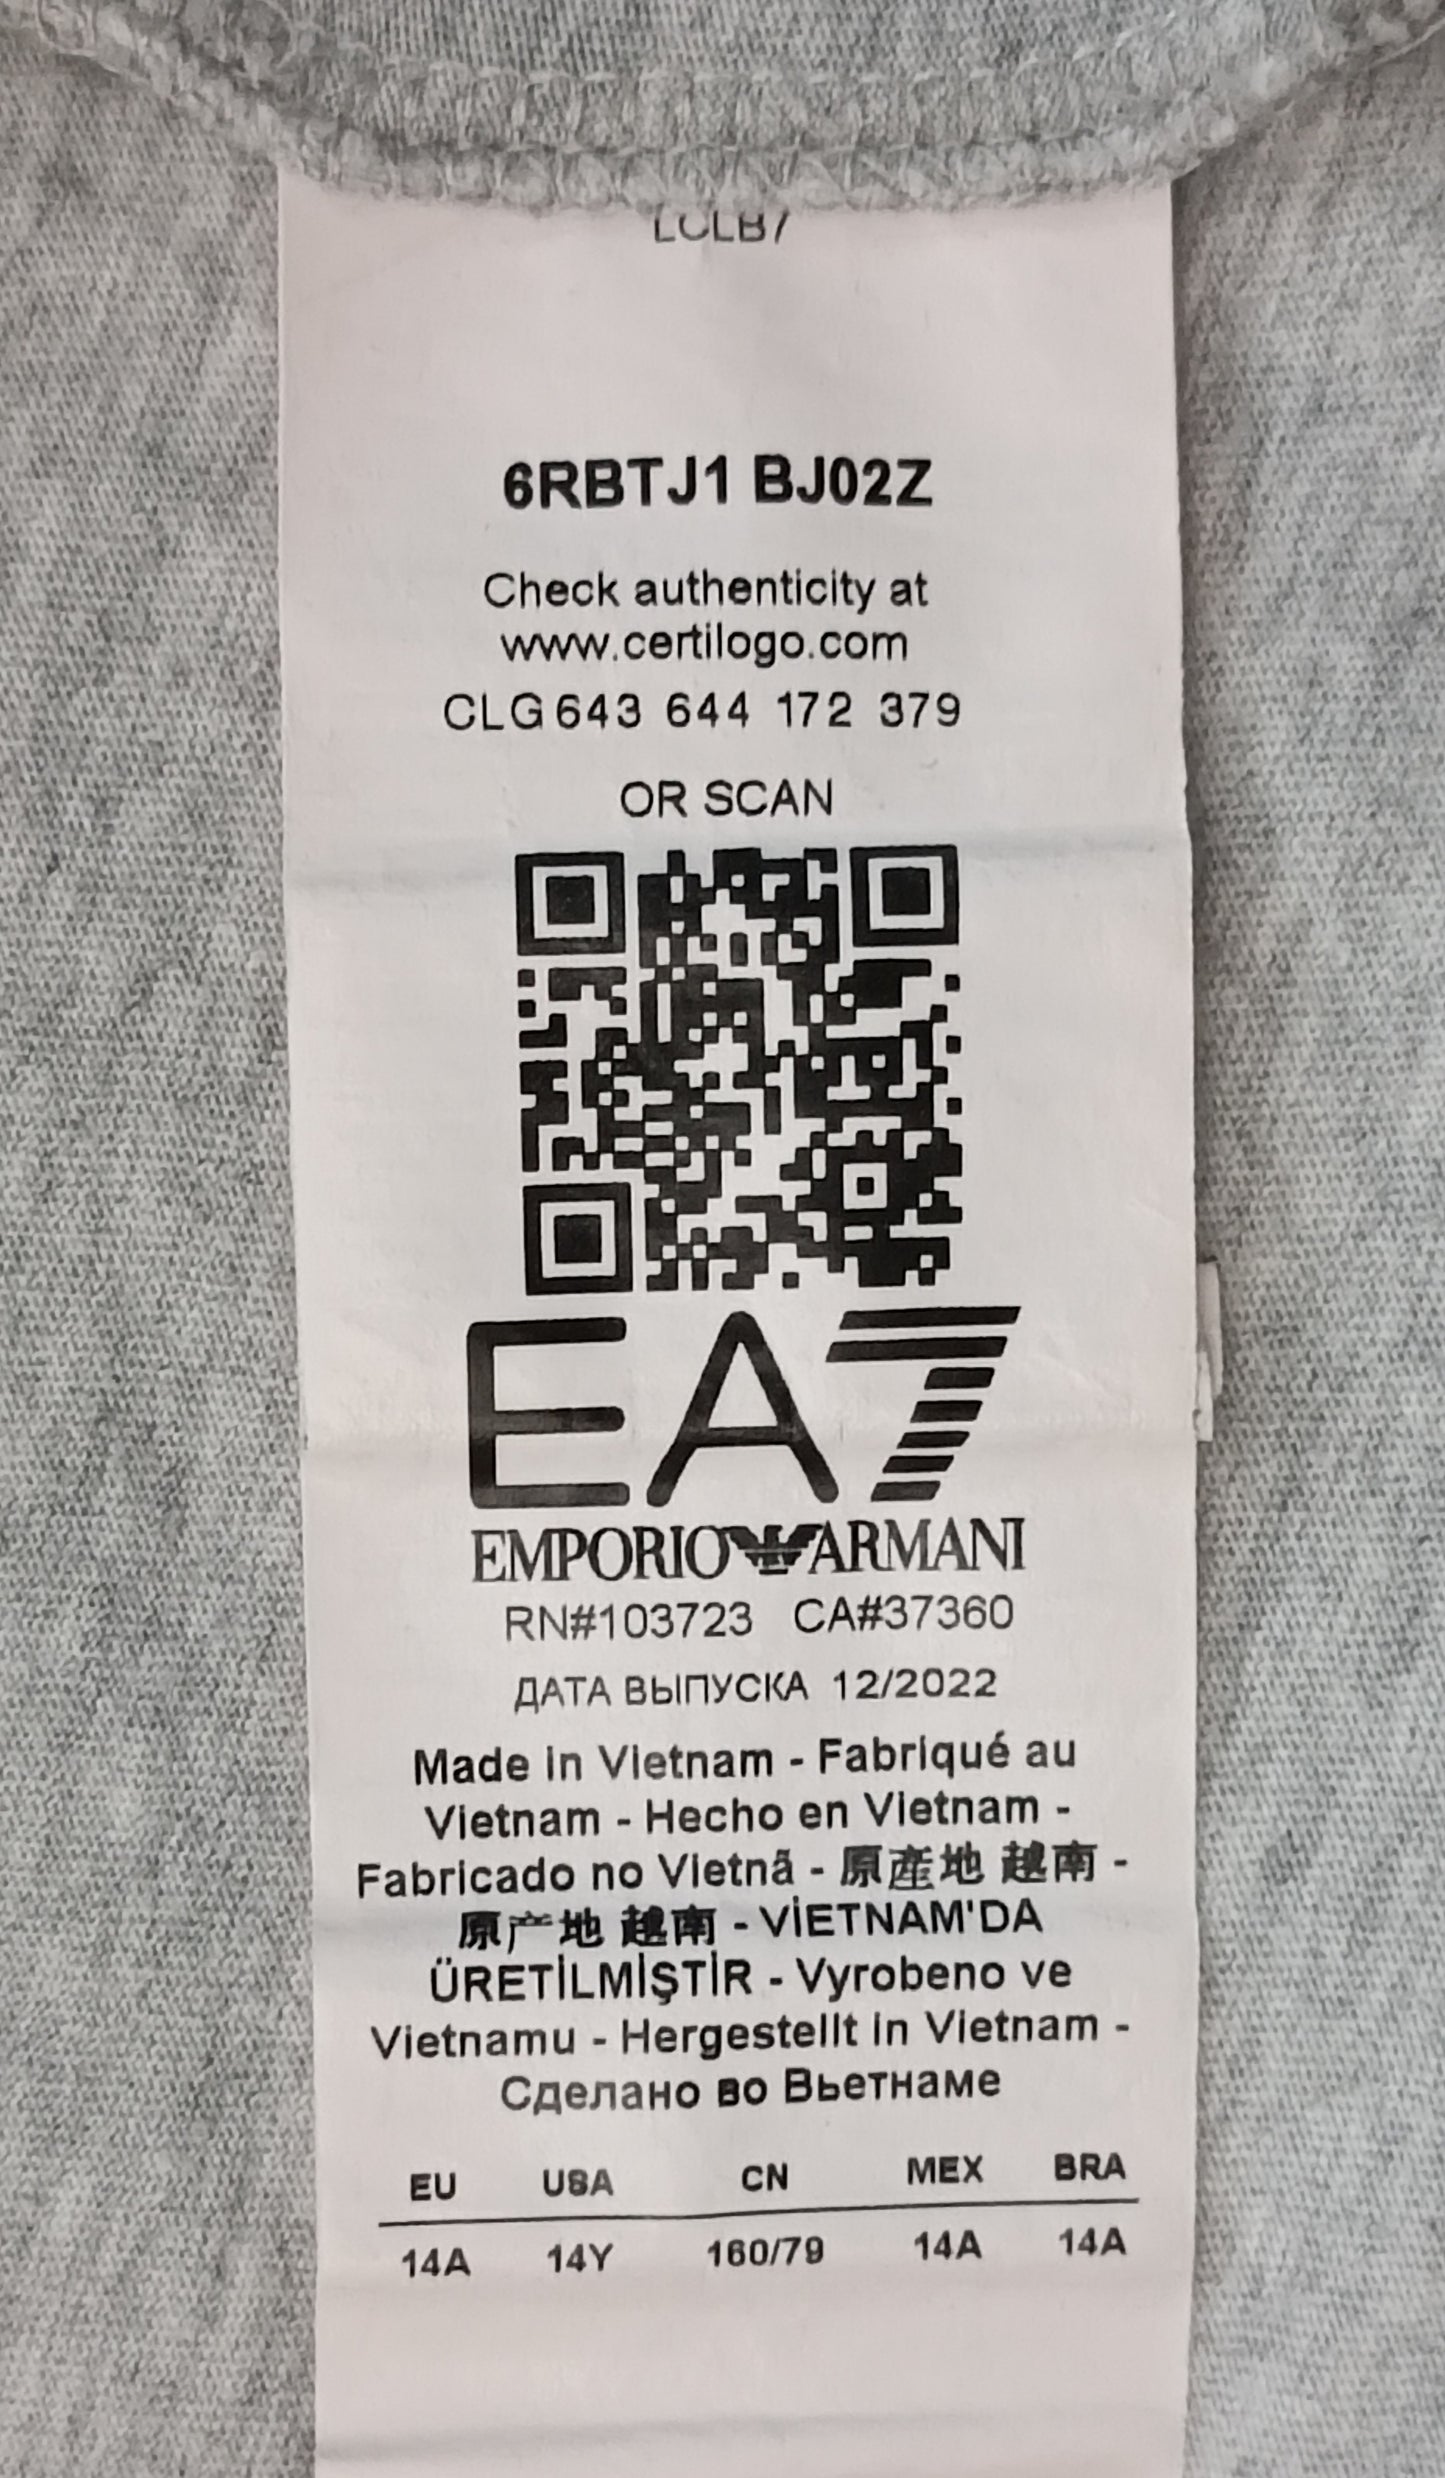 6RBTJ1 BJ02Z
Check authenticity at
www.certilogo.com
CLG 643 644 172 379
OR SCAN
EA7
EMPORIO ARMANI
RN#103723 CA#37360
ДАТА ВЫПУСКА 12/2022
Made in Vietnam - Fabriqué au
Vietnam - Hecho en Vietnam -
Fabricado no Vietnã - 原產地 越南 -
原产地 越南 - VİETNAM'DA
ÜRETİLMİŞTİR - Vyrobeno ve
Vietnamu - Hergestellt in Vietnam -
Сделано во Вьетнаме
EU USA CN MEX BRA
14A 14Y 160/79 14A 14A